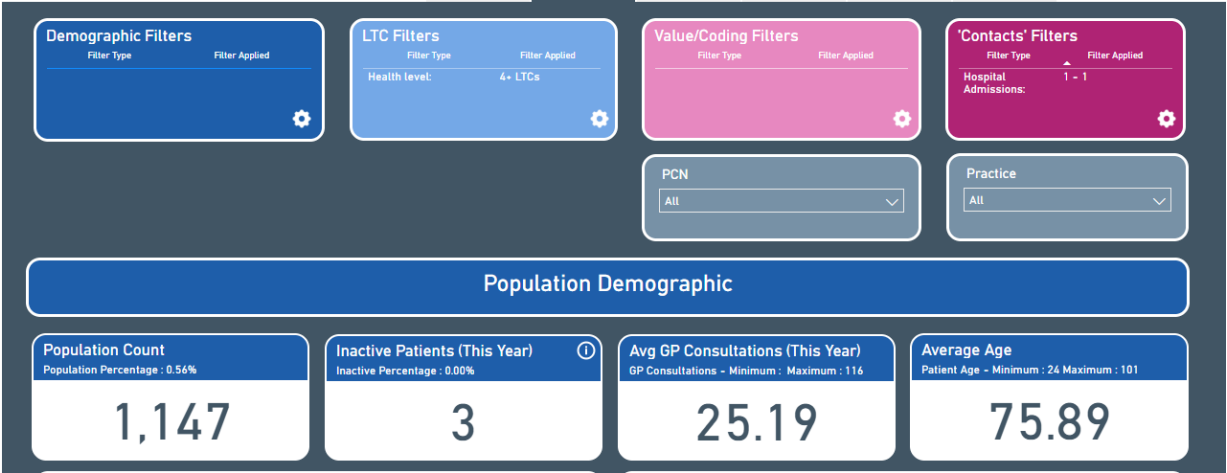 Demographic Filters
Filter Type Filter Applied
LTC Filters
Filter Type Filter Applied
Health level: 4+ LTCs
Value/Coding Filters
Filter Type Filter Applied
'Contacts' Filters
Filter Type Filter Applied
Hospital Admissions: 1 - 1
PCN
All
Practice
All
Population Demographic
Population Count
Population Percentage : 0.56%
1,147
Inactive Patients (This Year)
Inactive Percentage : 0.00%
3
Avg GP Consultations (This Year)
GP Consultations - Minimum : Maximum : 116
25.19
Average Age
Patient Age - Minimum : 24 Maximum : 101
75.89